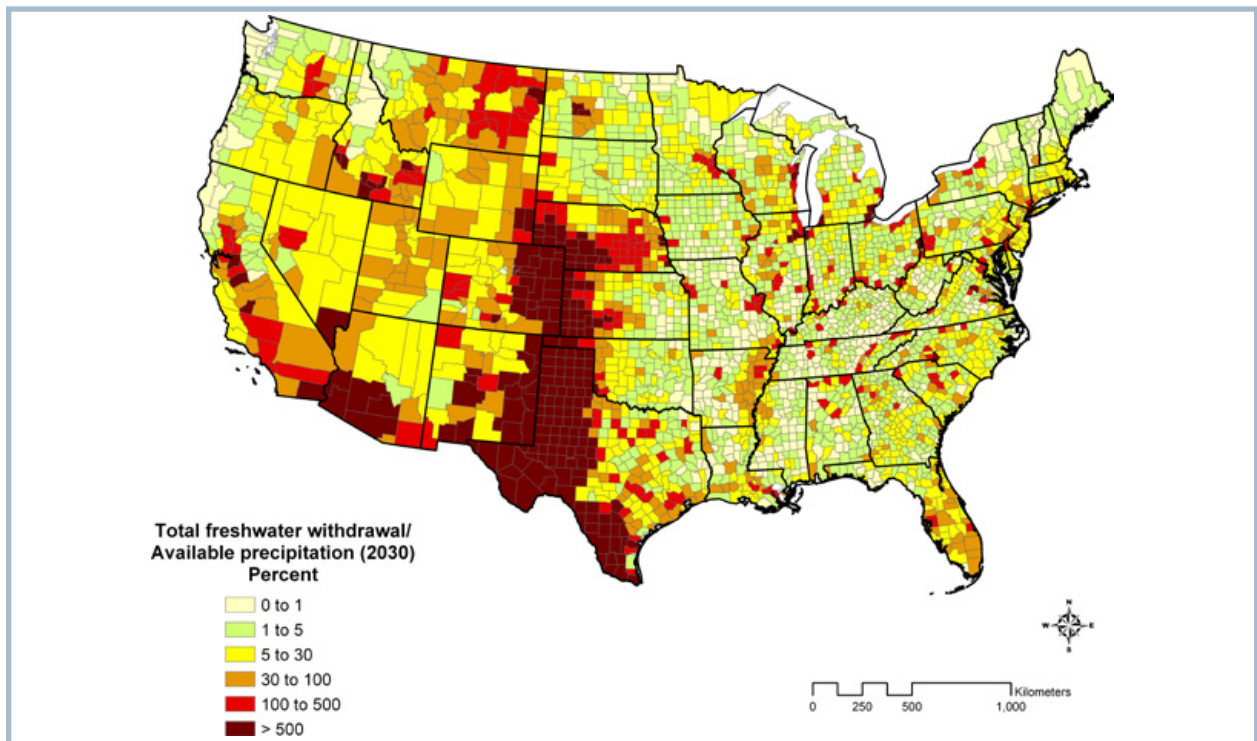 Total freshwater withdrawal/
Available precipitation (2030)
Percent
0 to 1
1 to 5
5 to 30
30 to 100
100 to 500
> 500
N
W E
S
Kilometers
0 250 500 1,000